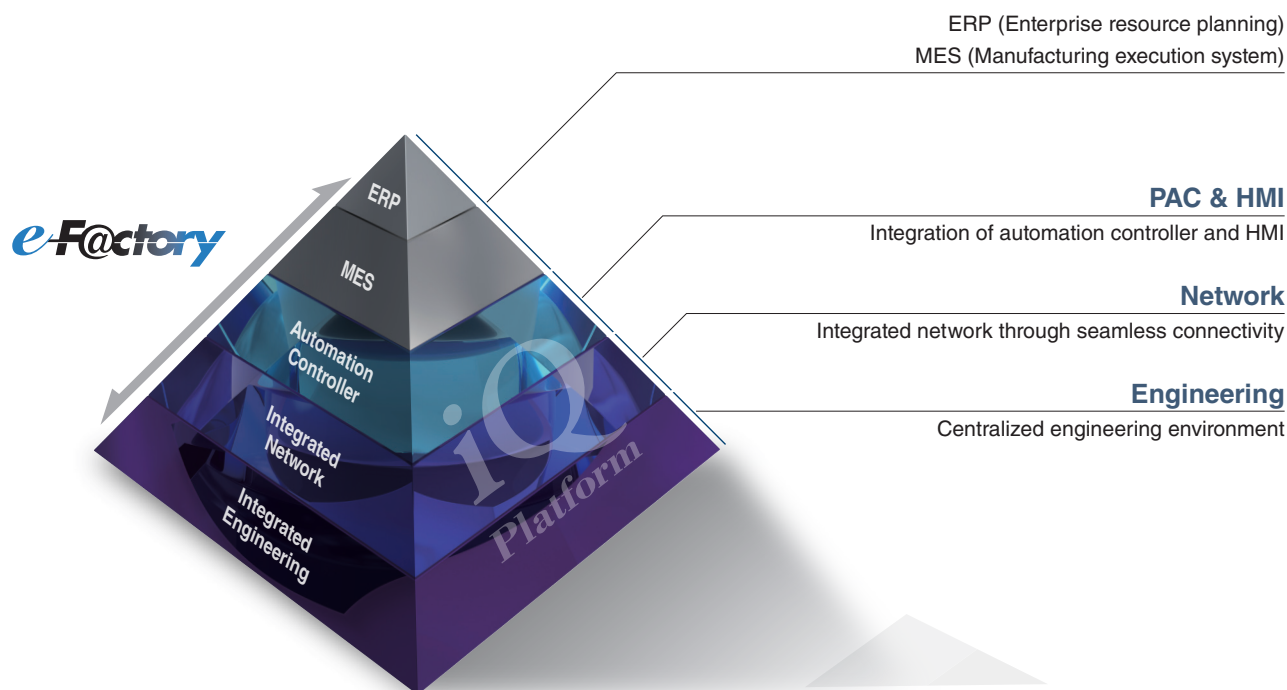 ERP (Enterprise resource planning)
MES (Manufacturing execution system)
PAC & HMI
Integration of automation controller and HMI
Network
Integrated network through seamless connectivity
Engineering
Centralized engineering environment
e-F@ctory
ERP
MES
Automation
Controller
Integrated
Network
Integrated
Engineering
iQ
Platform